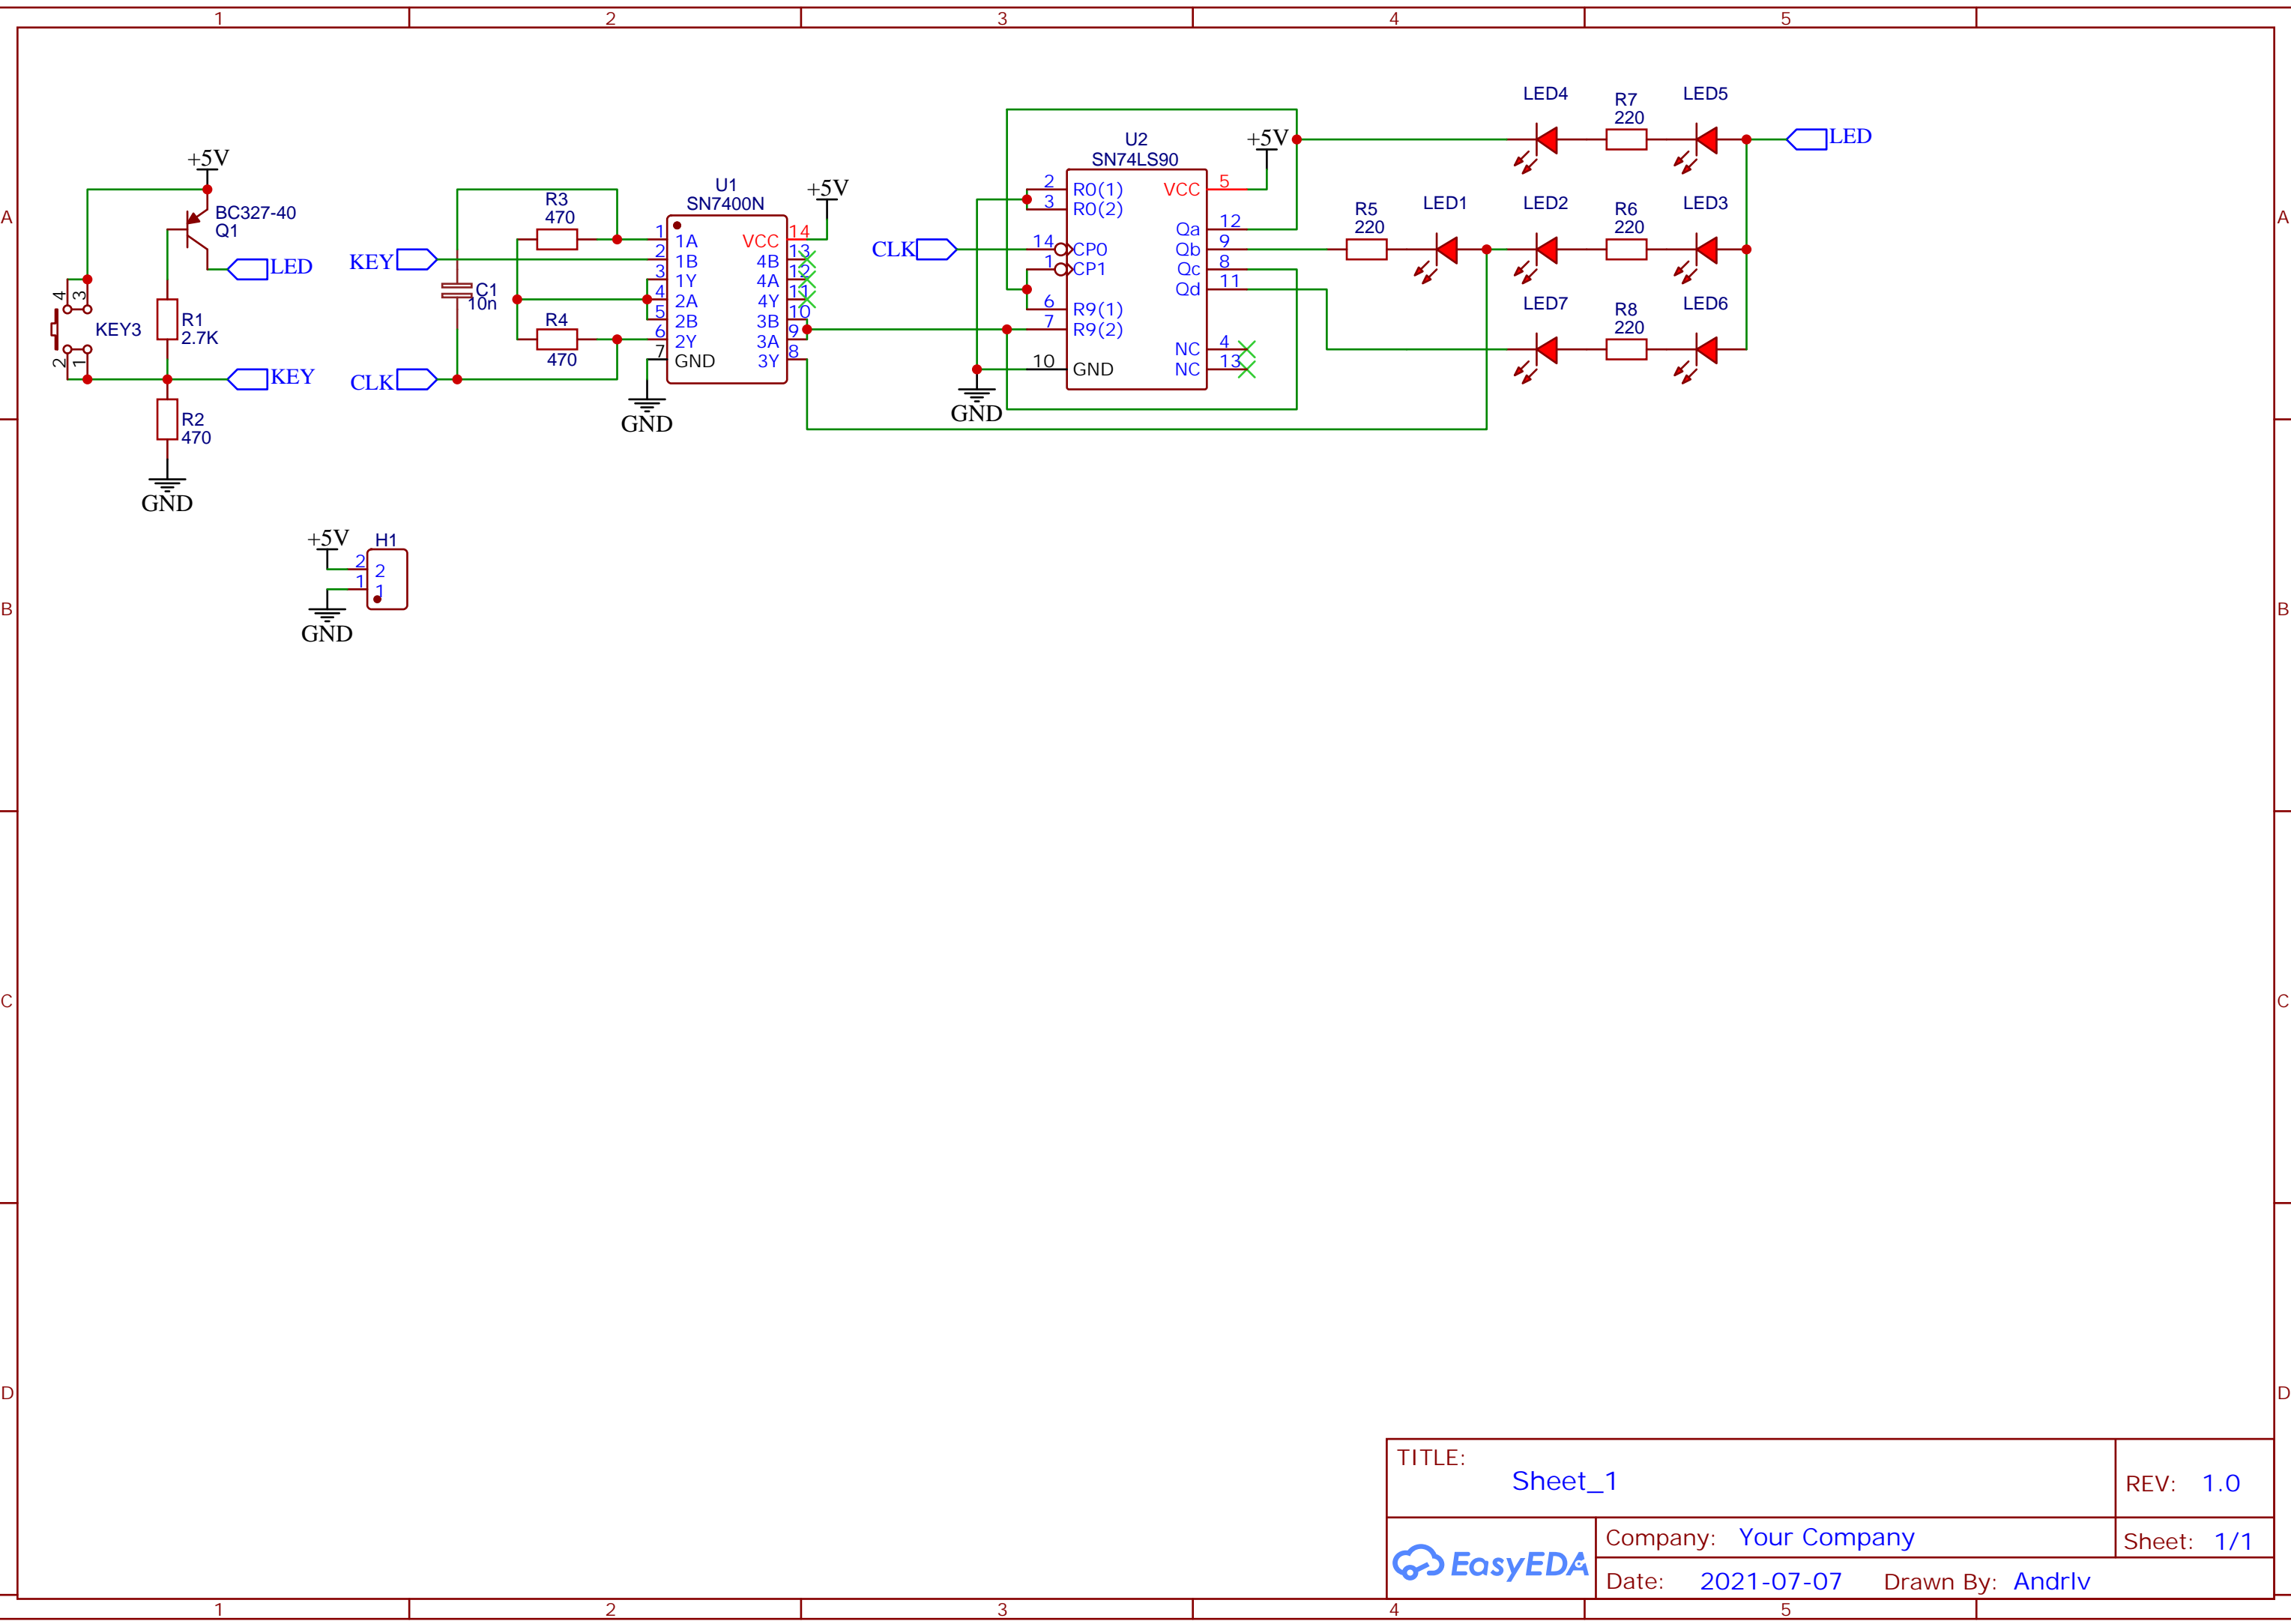 1 2 3 4 5
A
A
B
B
C
C
D
D
1 2 3 4 5
+5V
BC327-40
Q1
LED
4
3
KEY3
2
1
R1
2.7K
KEY
R2
470
GND
+5V
H1
2
2
1
1
GND
KEY
C1
10n
CLK
R3
470
R4
470
U1
SN7400N
1 1A
2 1B
3 1Y
4 2A
5 2B
6 2Y
7 GND
VCC 14
4B 13
4A 12
4Y 11
3B 10
3A 9
3Y 8
+5V
GND
CLK
U2
SN74LS90
+5V
2 R0(1)
3 R0(2)
14 CP0
1 CP1
6 R9(1)
7 R9(2)
10 GND
VCC 5
Qa 12
Qb 9
Qc 8
Qd 11
NC 4
NC 13
GND
LED4
R7
220
LED5
LED
R5
220
LED1
LED2
R6
220
LED3
LED7
R8
220
LED6
TITLE:
Sheet_1
REV: 1.0
EasyEDA
Company: Your Company
Sheet: 1/1
Date: 2021-07-07
Drawn By: Andrlv